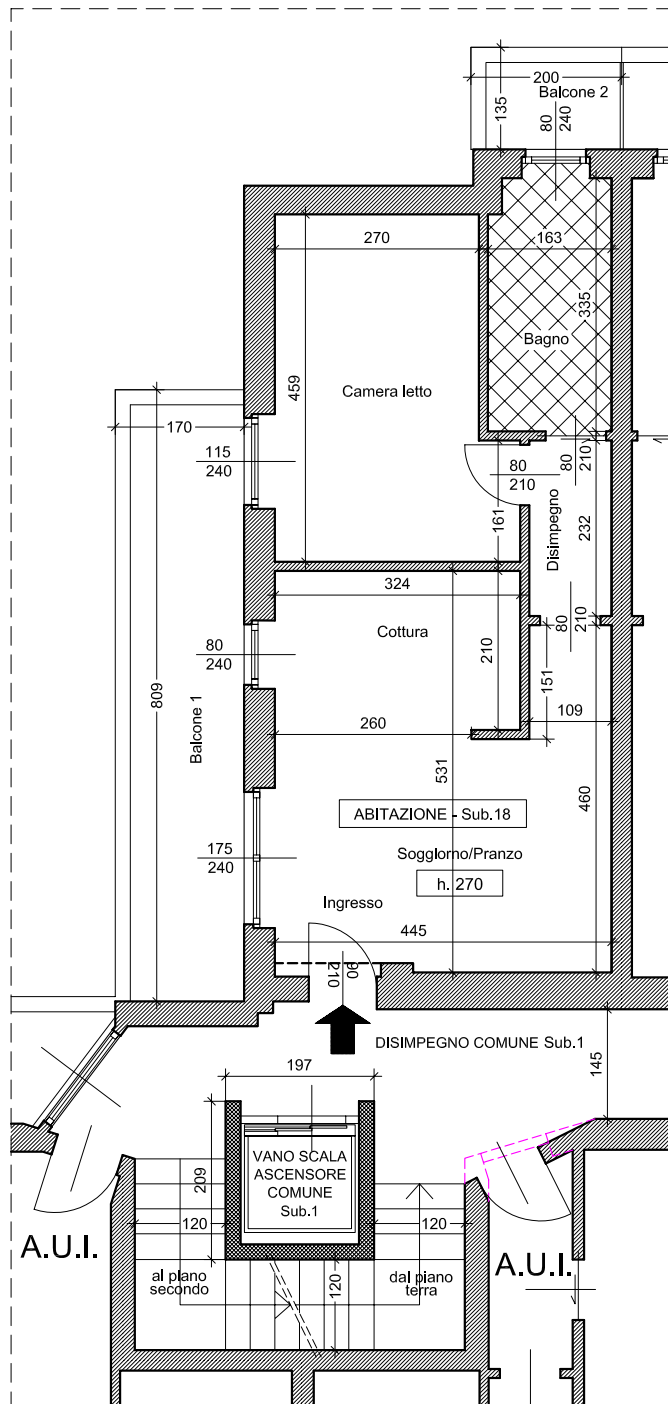 200
Balcone 2
135
80
240
270
163
335
Bagno
459
Camera letto
170
115
240
80
210
80
210
161
Disimpegno
232
324
Cottura
210
80
210
80
240
151
109
809
Balcone 1
260
531
460
ABITAZIONE - Sub.18
175
240
Soggiorno/Pranzo
h. 270
Ingresso
445
90
210
DISIMPEGNO COMUNE Sub.1
145
197
209
VANO SCALA
ASCENSORE
COMUNE
Sub.1
120
120
A.U.I.
A.U.I.
al piano
secondo
120
dal piano
terra